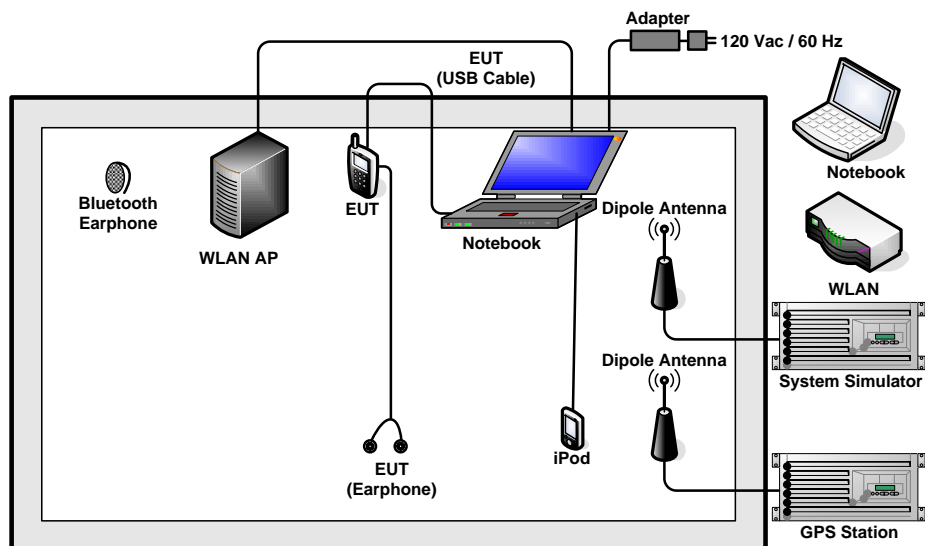 Adapter
120 Vac / 60 Hz
EUT
(USB Cable)
Bluetooth
Earphone
WLAN AP
EUT
Notebook
Dipole Antenna
Notebook
WLAN
System Simulator
Dipole Antenna
iPod
EUT
(Earphone)
GPS Station